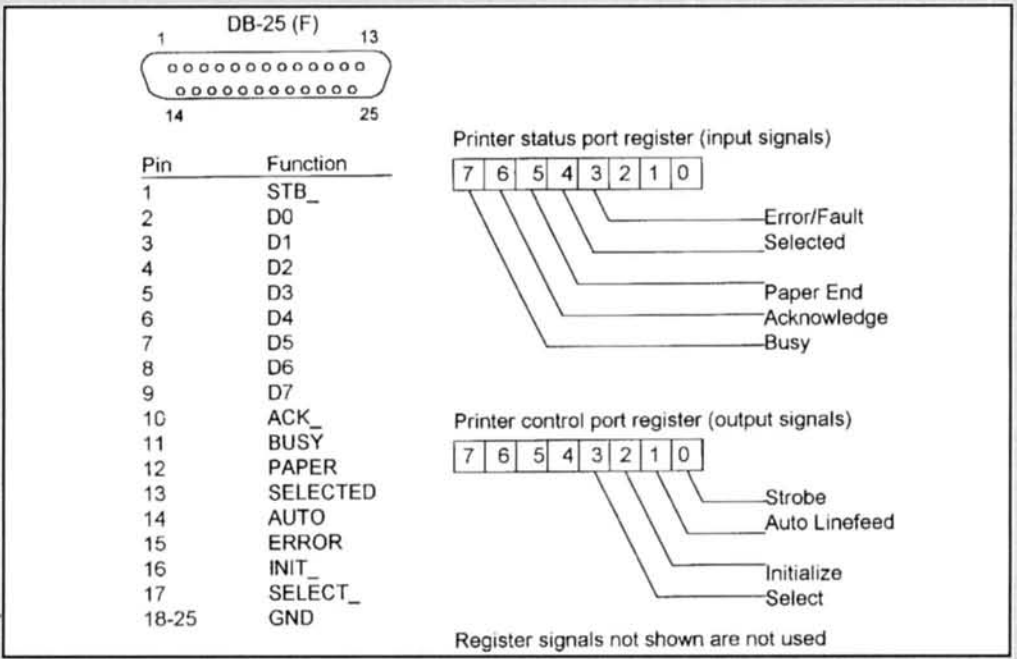 DB-25 (F)
1 13
14 25
Pin Function
1 STB_
2 D0
3 D1
4 D2
5 D3
6 D4
7 D5
8 D6
9 D7
10 ACK_
11 BUSY
12 PAPER
13 SELECTED
14 AUTO
15 ERROR
16 INIT_
17 SELECT_
18-25 GND
Printer status port register (input signals)
7 6 5 4 3 2 1 0
Error/Fault
Selected
Paper End
Acknowledge
Busy
Printer control port register (output signals)
7 6 5 4 3 2 1 0
Strobe
Auto Linefeed
Initialize
Select
Register signals not shown are not used